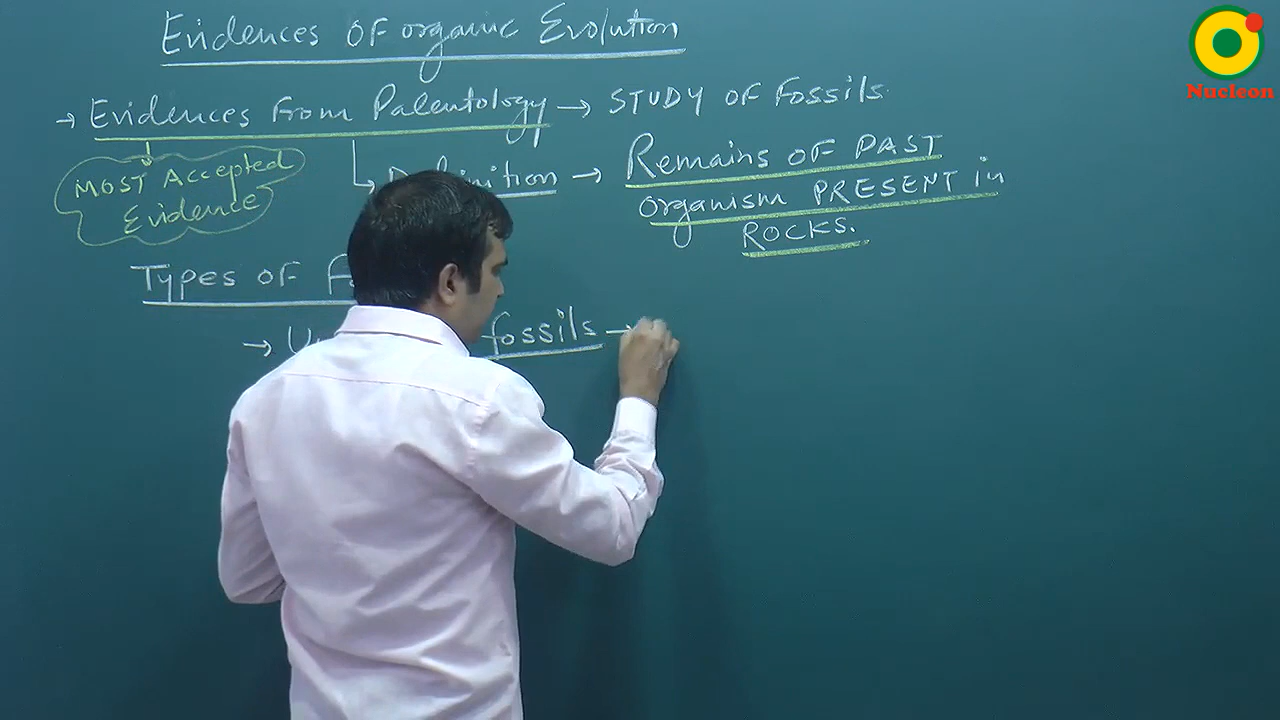 Evidences of organic Evolution
→ Evidences from Palentology → STUDY OF Fossils
MOST Accepted Evidence
→ Remains OF PAST
organism PRESENT in
ROCKS.
Types of
→ fossils →
Nucleon